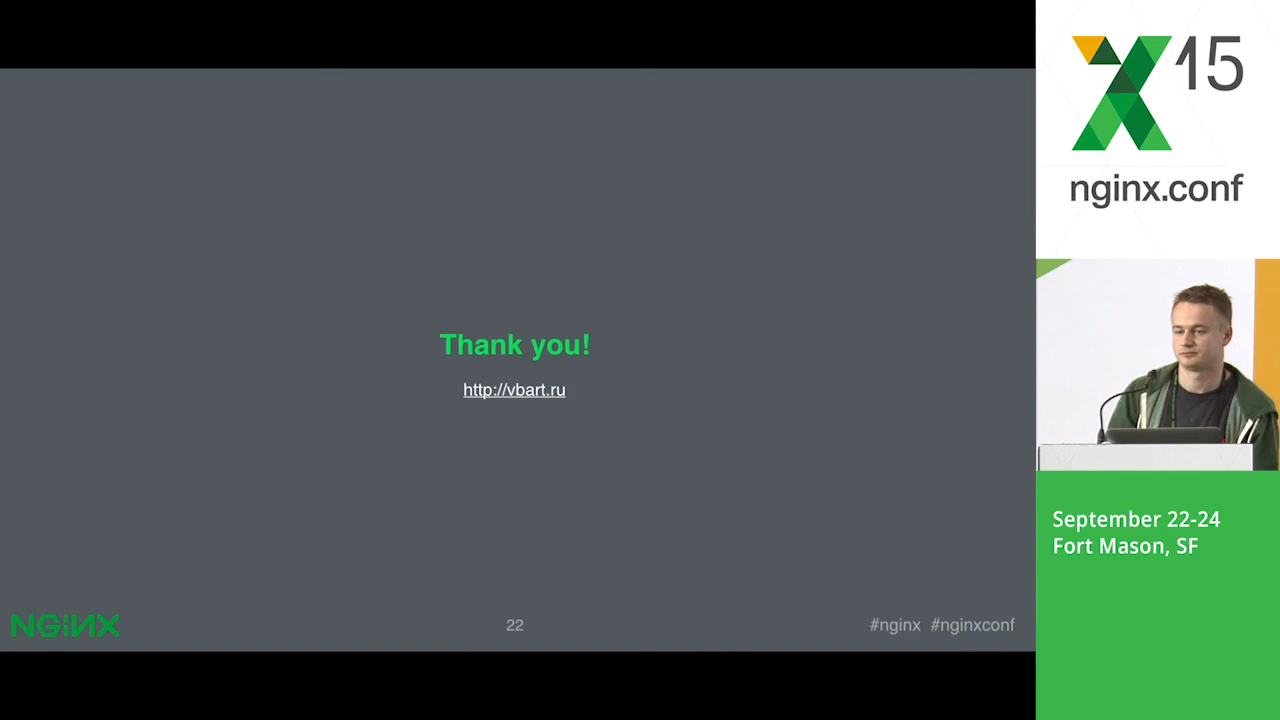 Thank you!
http://vbart.ru
NGINX
22
#nginx #nginxconf
15
nginx.conf
September 22-24
Fort Mason, SF